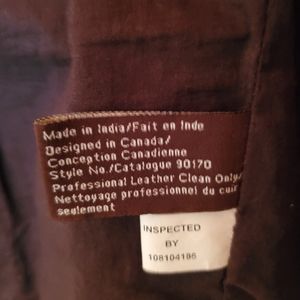 Made in India/Fait en Inde
Designed in Canada/
Conception Canadienne
Style No./Catalogue 90170
Professional Leather Clean Only/
Nettoyage professionnel du cuir
seulement
INSPECTED
BY
108104186